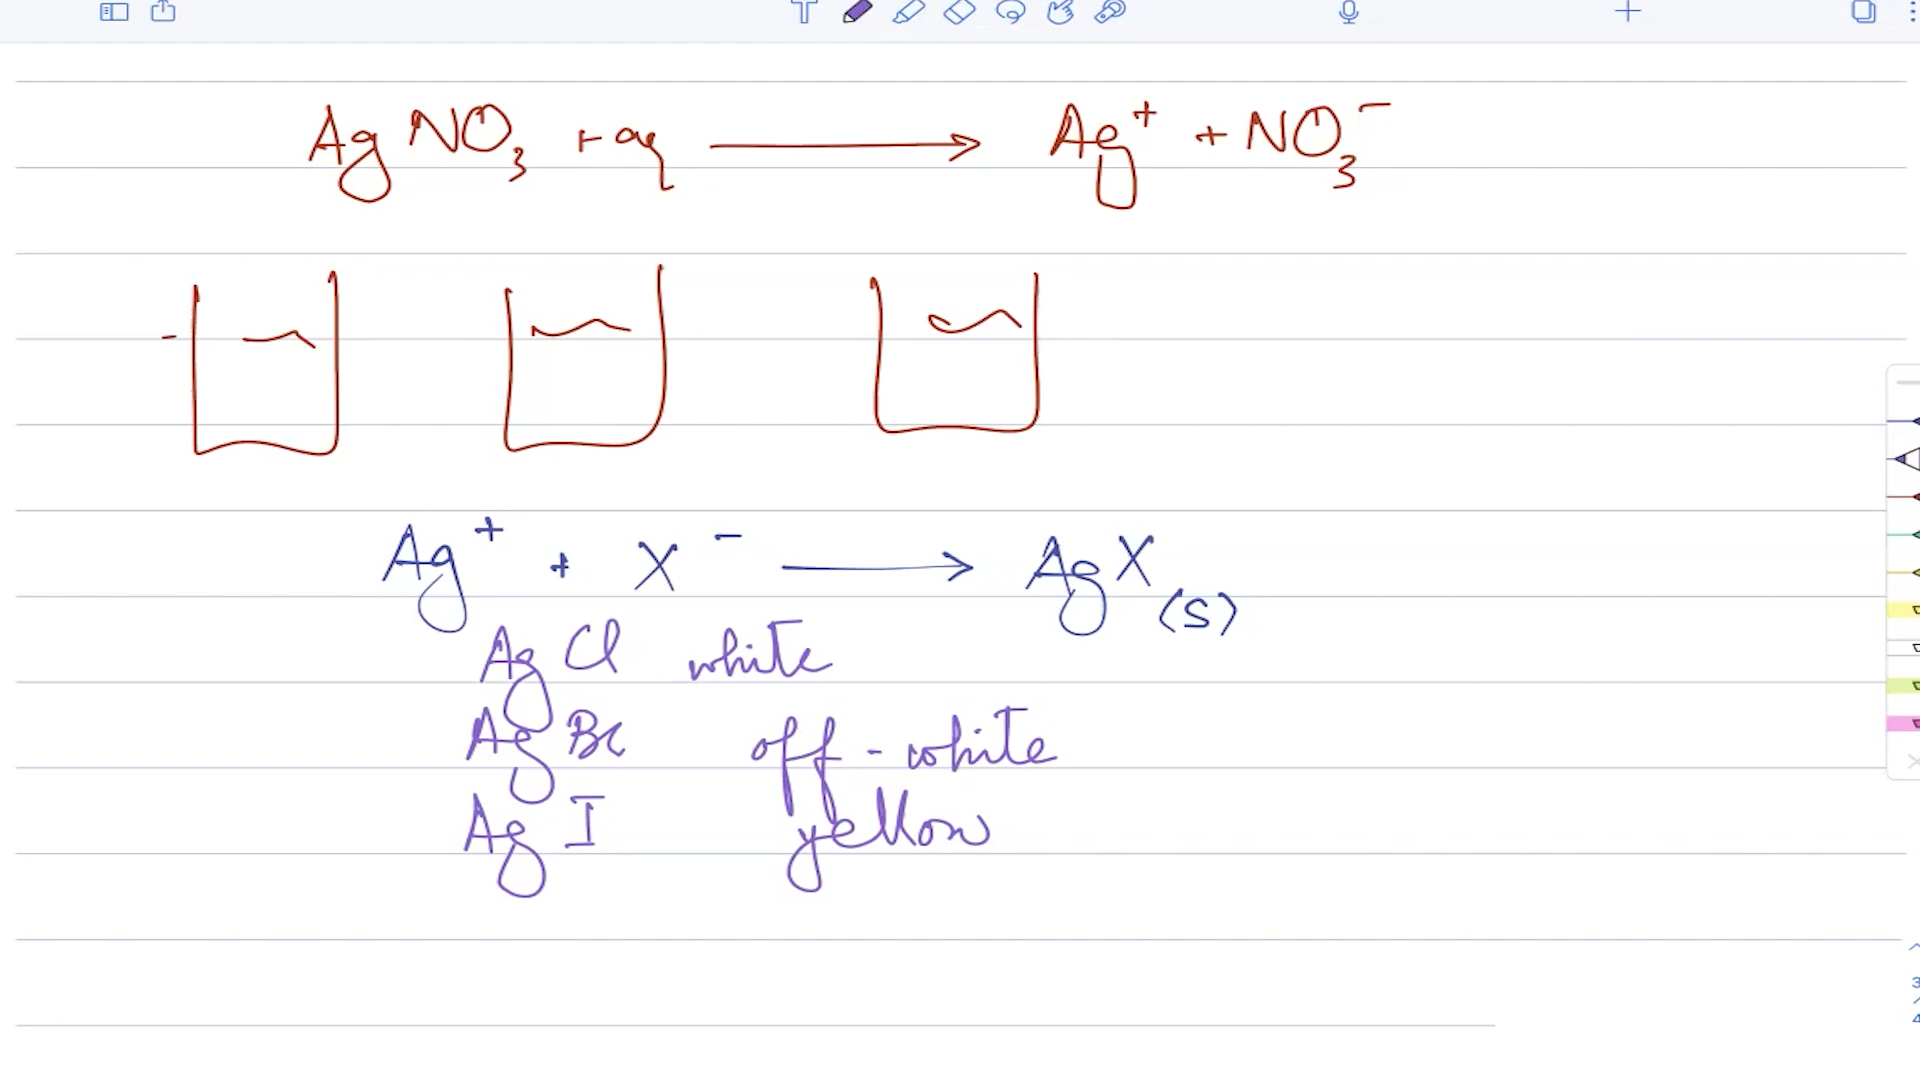 AgNO₃ + aq ⟶ Ag⁺ + NO₃⁻
Ag⁺ + X⁻ ⟶ AgX(s)
AgCl white
AgBr off-white
AgI yellow